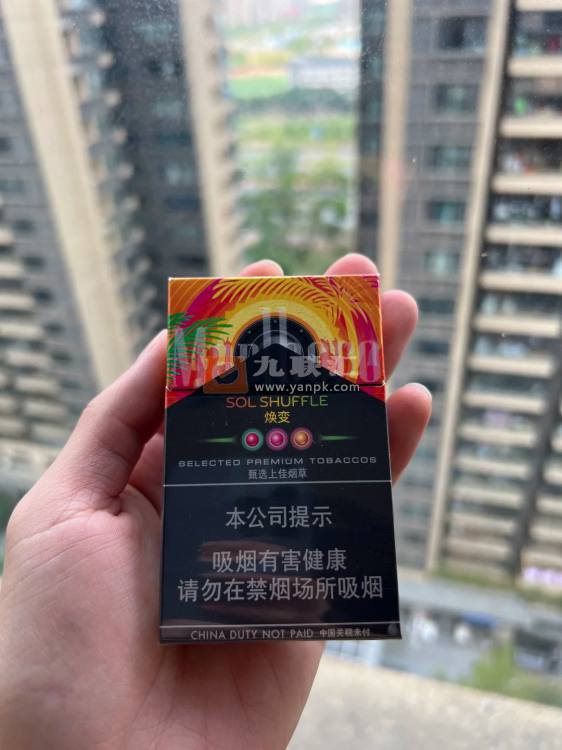 Marlboro
九联
www.yanpk.com
SOL SHUFFLE
焕变
SELECTED PREMIUM TOBACCOS
甄选上佳烟草
本公司提示
吸烟有害健康
请勿在禁烟场所吸烟
CHINA DUTY NOT PAID 中国关税未付